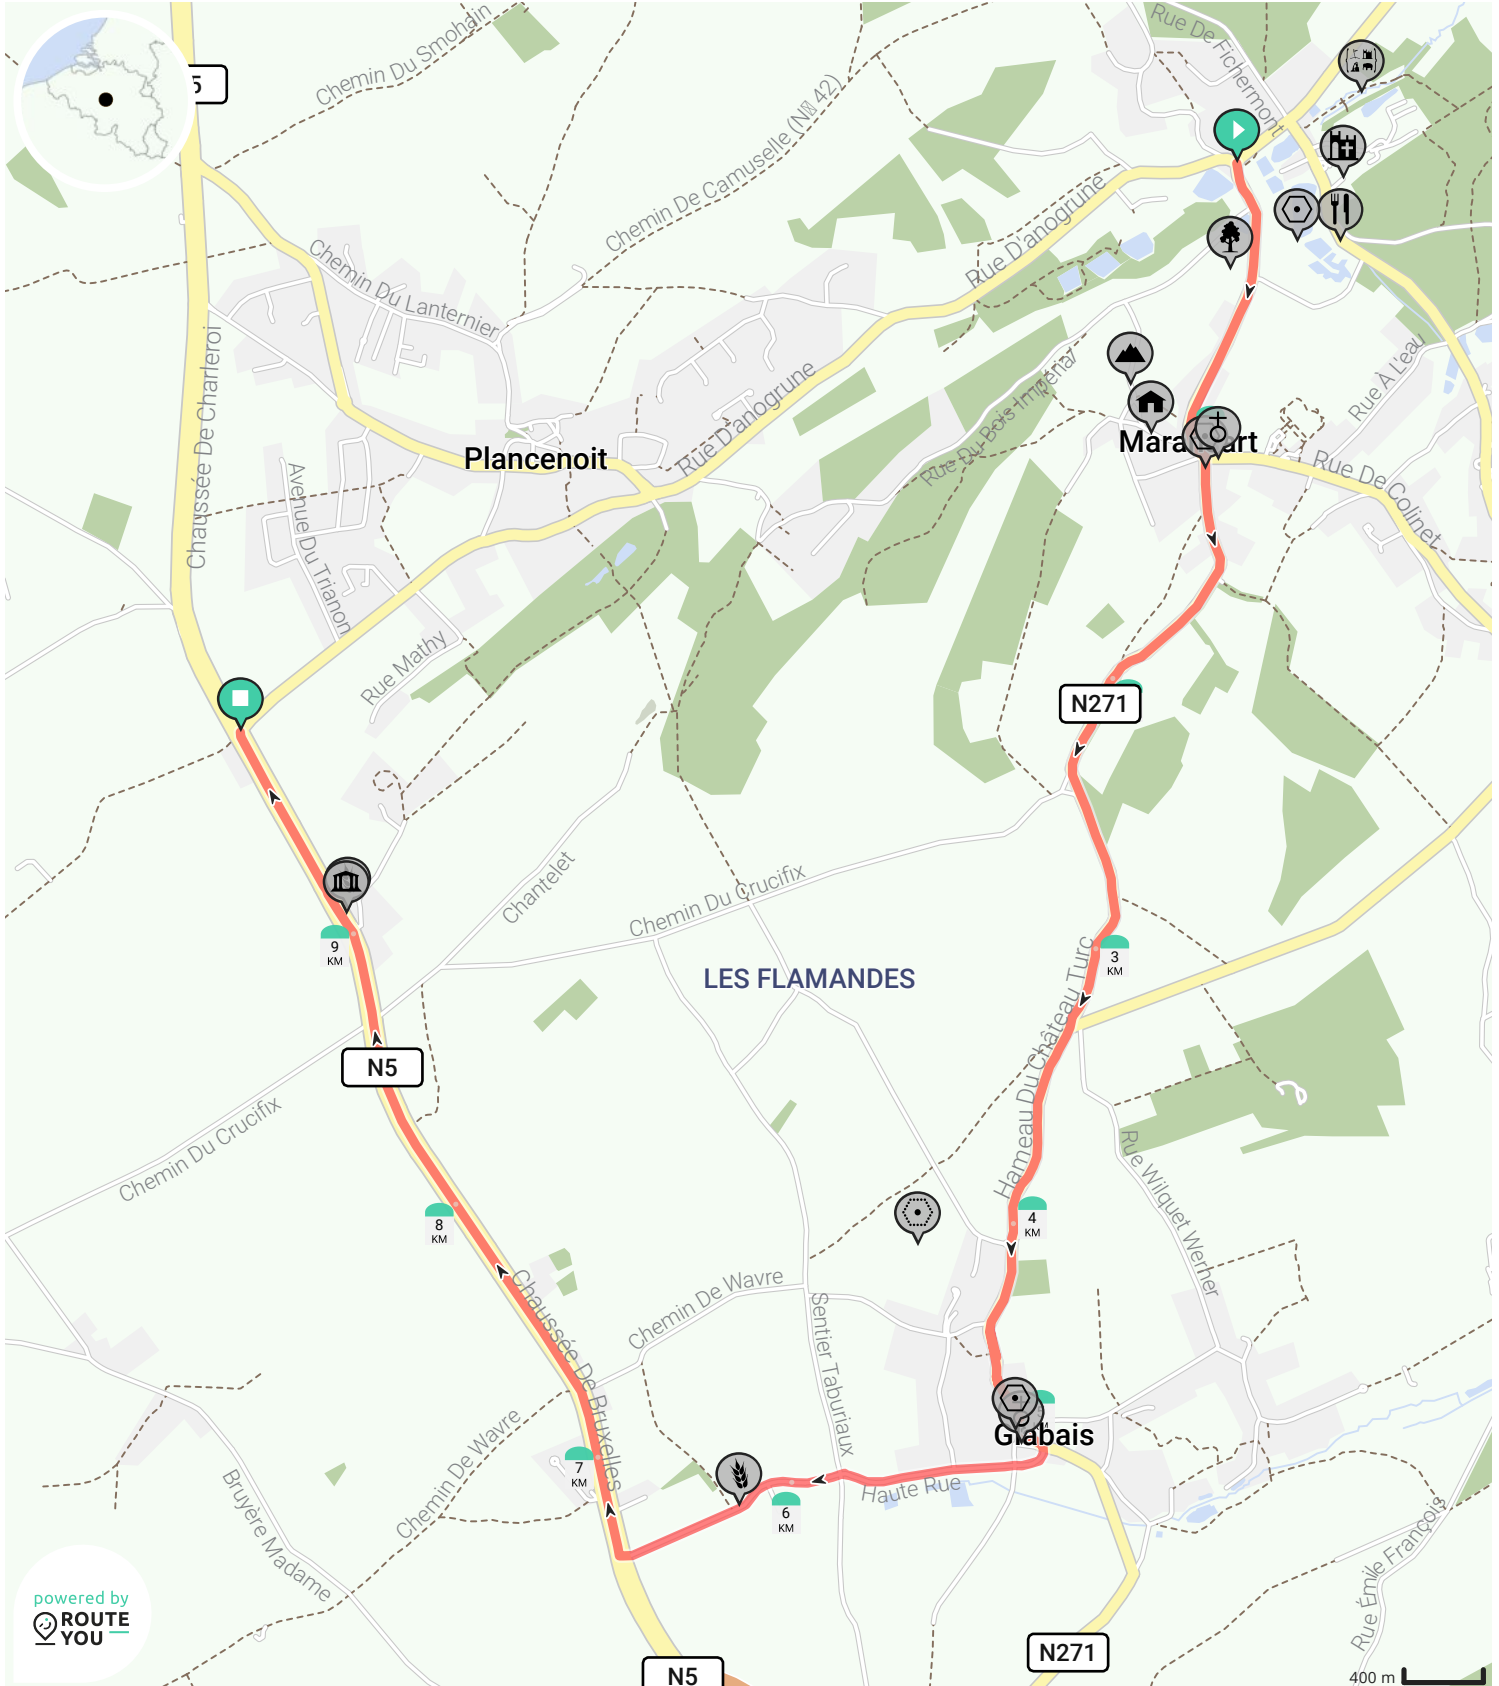 Chemin Du Smohain
Rue De Fichermont
5
Chemin De Camuselle (N 42)
Rue D'anogrune
Chemin Du Lanternier
Chaussée De Charleroi
Rue À L'eau
Rue D'anogrune
Rue Du Bois Impérial
Plancenoit
Rue De Colinet
Avenue Du Trianon
Rue Mathy
N271
Chantelet
Chemin Du Crucifix
9
KM
3
KM
LES FLAMANDES
Hameau Du Château Turc
N5
Chemin Du Crucifix
Rue Wilquet Werher
8
KM
4
KM
Chaussée De Bruxelles
Chemin De Wavre
Sentier Taburiaux
Chemin De Wavre
Glabais
7
KM
Haute Rue
6
KM
Bruyère Madame
Rue Émile François
powered by
ROUTE
YOU
N271
N5
400 m